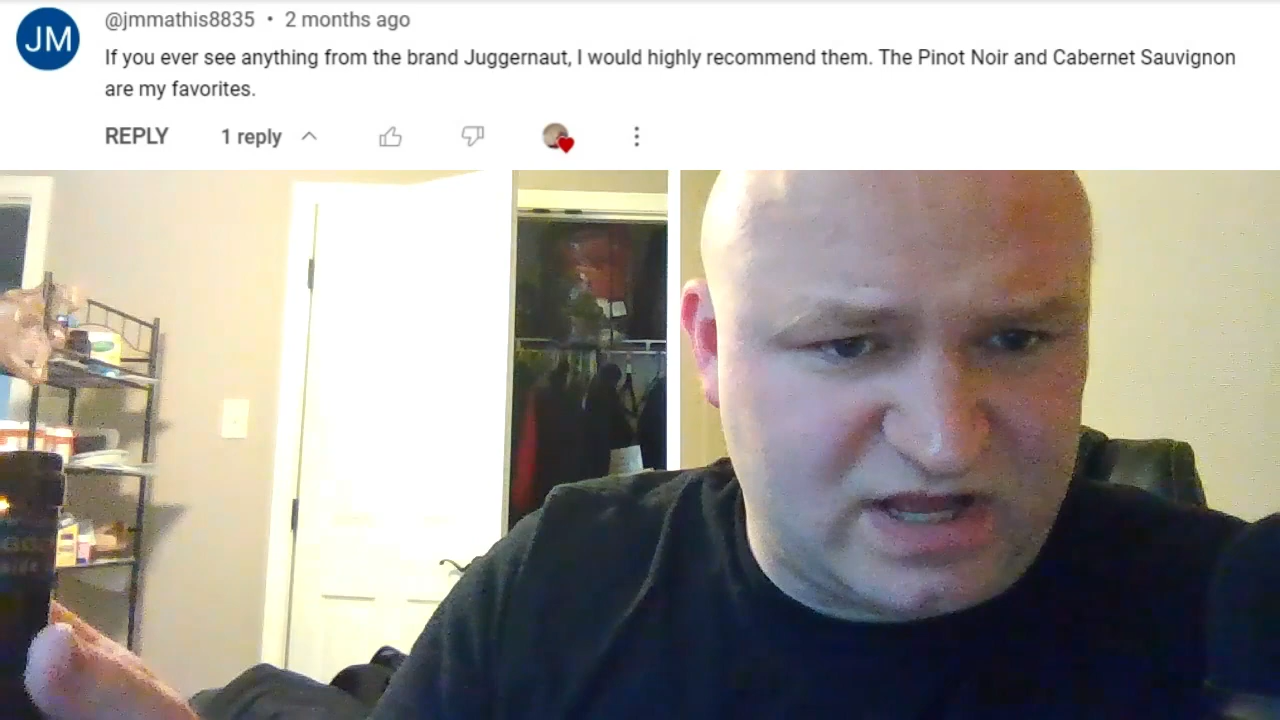 JM
@jmmathis8835 • 2 months ago
If you ever see anything from the brand Juggernaut, I would highly recommend them. The Pinot Noir and Cabernet Sauvignon
are my favorites.
REPLY 1 reply